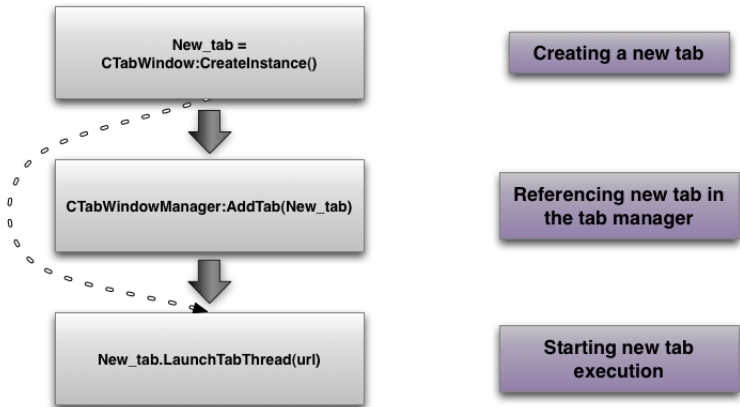 New_tab =
CTabWindow:CreateInstance()
Creating a new tab
CTabWindowManager:AddTab(New_tab)
Referencing new tab in
the tab manager
New_tab.LaunchTabThread(url)
Starting new tab
execution